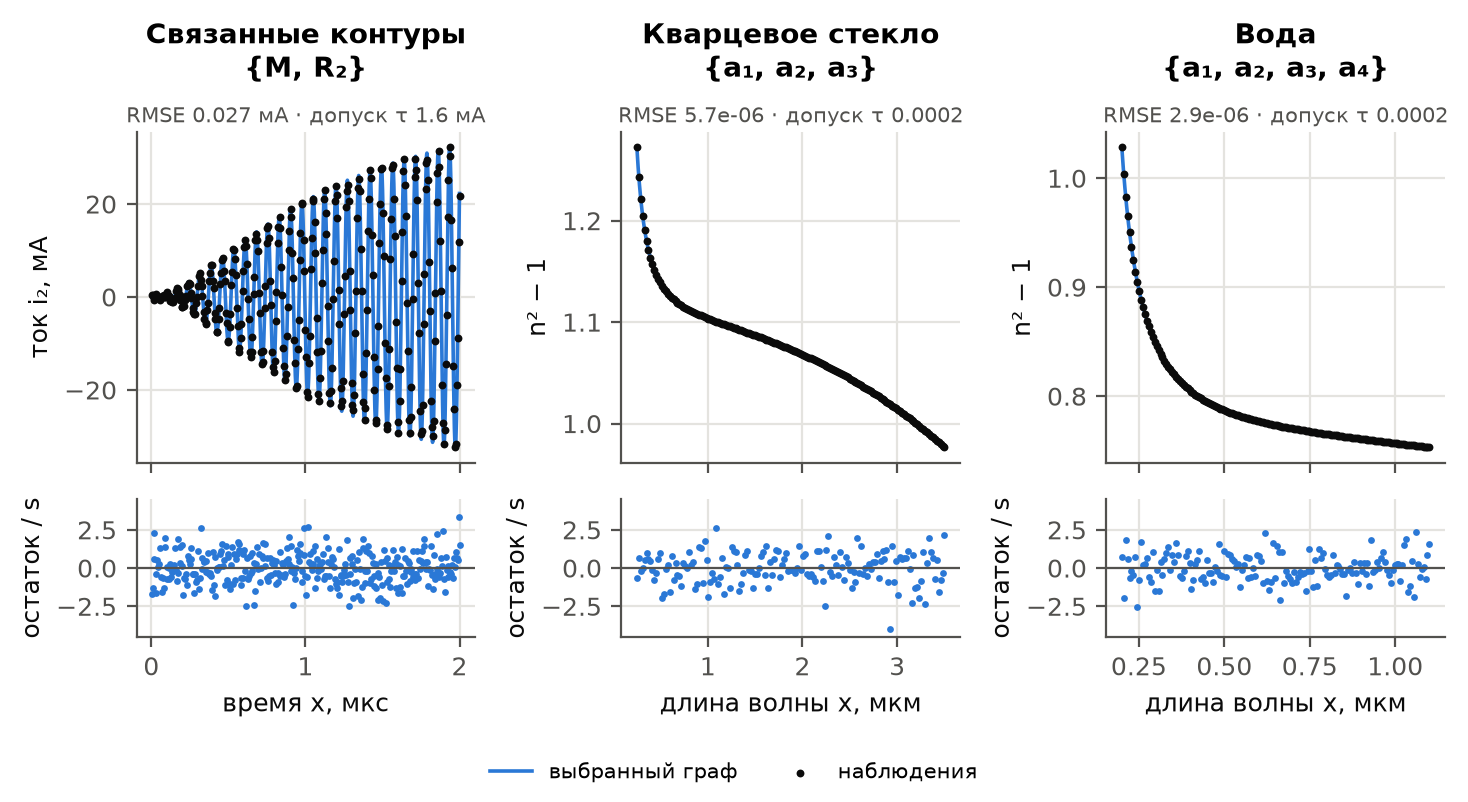 Связанные контуры
{M, R₂}
RMSE 0.027 мА · допуск τ 1.6 мА
Кварцевое стекло
{a₁, a₂, a₃}
RMSE 5.7e-06 · допуск τ 0.0002
Вода
{a₁, a₂, a₃, a₄}
RMSE 2.9e-06 · допуск τ 0.0002
ток i₂, мА
20
0
−20
n² − 1
1.2
1.1
1.0
n² − 1
1.0
0.9
0.8
остаток / s
2.5
0.0
−2.5
0
1
2
время x, мкс
остаток / s
2.5
0.0
−2.5
1
2
3
длина волны x, мкм
остаток / s
2.5
0.0
−2.5
0.25
0.50
0.75
1.00
длина волны x, мкм
выбранный граф
наблюдения